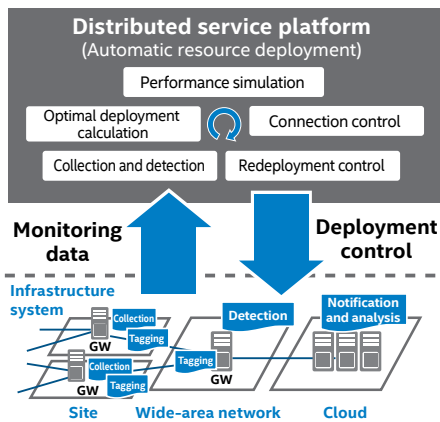 Distributed service platform
(Automatic resource deployment)
Performance simulation
Optimal deployment
calculation
Connection control
Collection and detection
Redeployment control
Monitoring
data
Deployment
control
Infrastructure
system
Collection
Tagging
GW
Collection
Tagging
GW
Detection
Tagging
GW
Notification
and analysis
Site
Wide-area network
Cloud